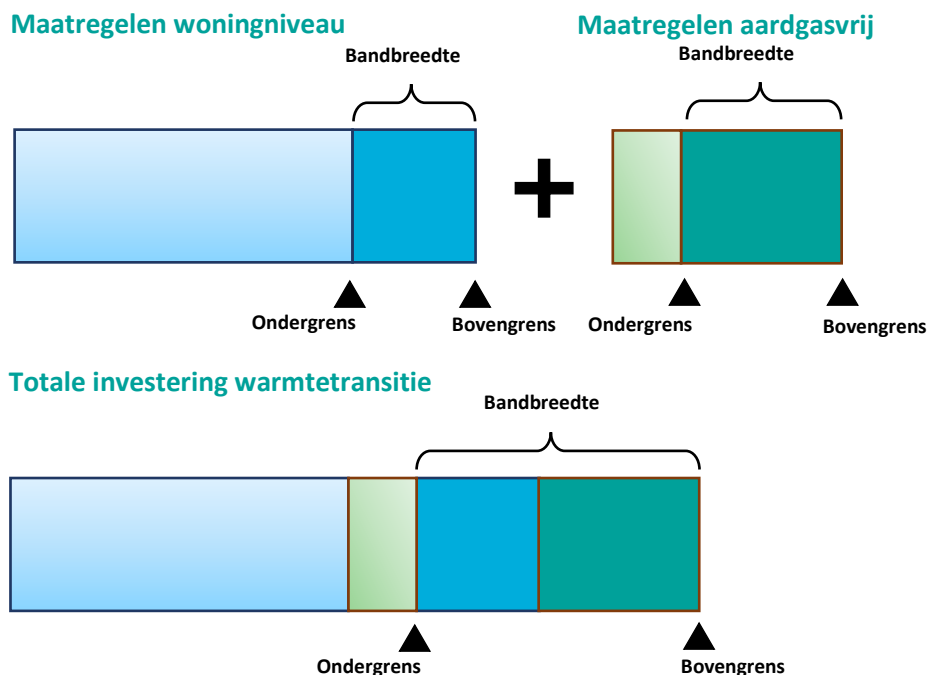 Maatregelen woningniveau
Maatregelen aardgasvrij
Bandbreedte
Bandbreedte
+
Ondergrens
Bovengrens
Ondergrens
Bovengrens
Totale investering warmtetransitie
Bandbreedte
Ondergrens
Bovengrens